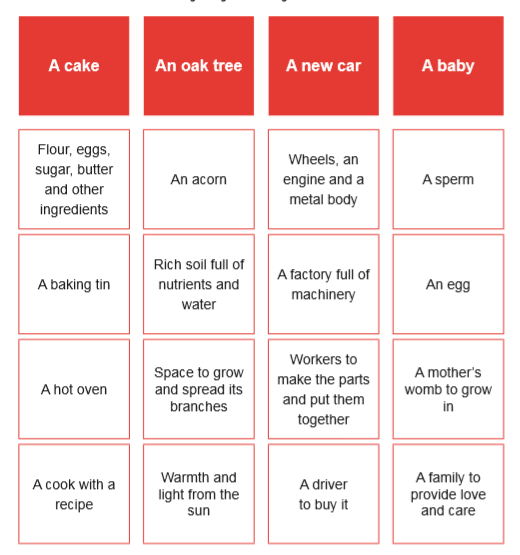 A cake
An oak tree
A new car
A baby
Flour, eggs,
sugar, butter
and other
ingredients
An acorn
Wheels, an
engine and a
metal body
A sperm
A baking tin
Rich soil full of
nutrients and
water
A factory full of
machinery
An egg
A hot oven
Space to grow
and spread its
branches
Workers to
make the parts
and put them
together
A mother's
womb to grow
in
A cook with a
recipe
Warmth and
light from the
sun
A driver
to buy it
A family to
provide love
and care